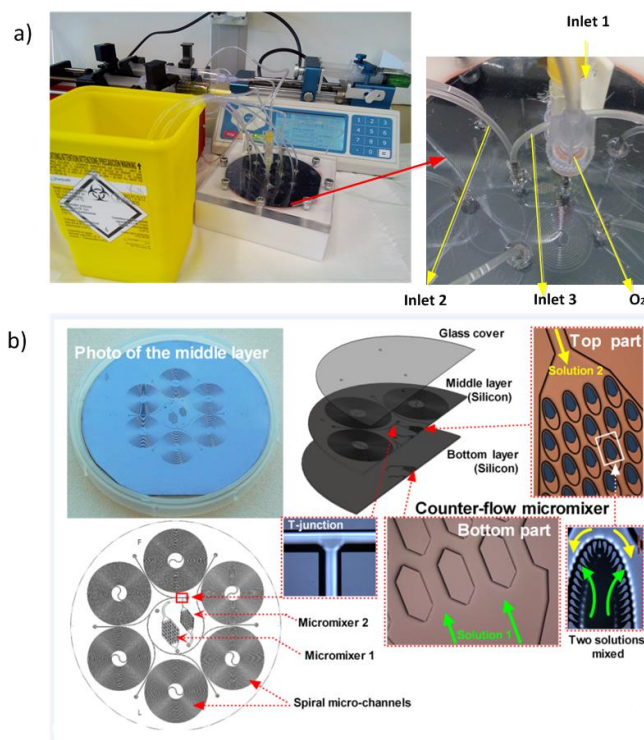 a)
Inlet 1
Inlet 2
Inlet 3
O₂
b)
Photo of the middle layer
Glass cover
Middle layer
(Silicon)
Bottom layer
(Silicon)
Top part
Solution 2
Counter-flow micromixer
T-junction
Bottom part
Solution 1
Two solutions
mixed
Micromixer 2
Micromixer 1
Spiral micro-channels
F
L